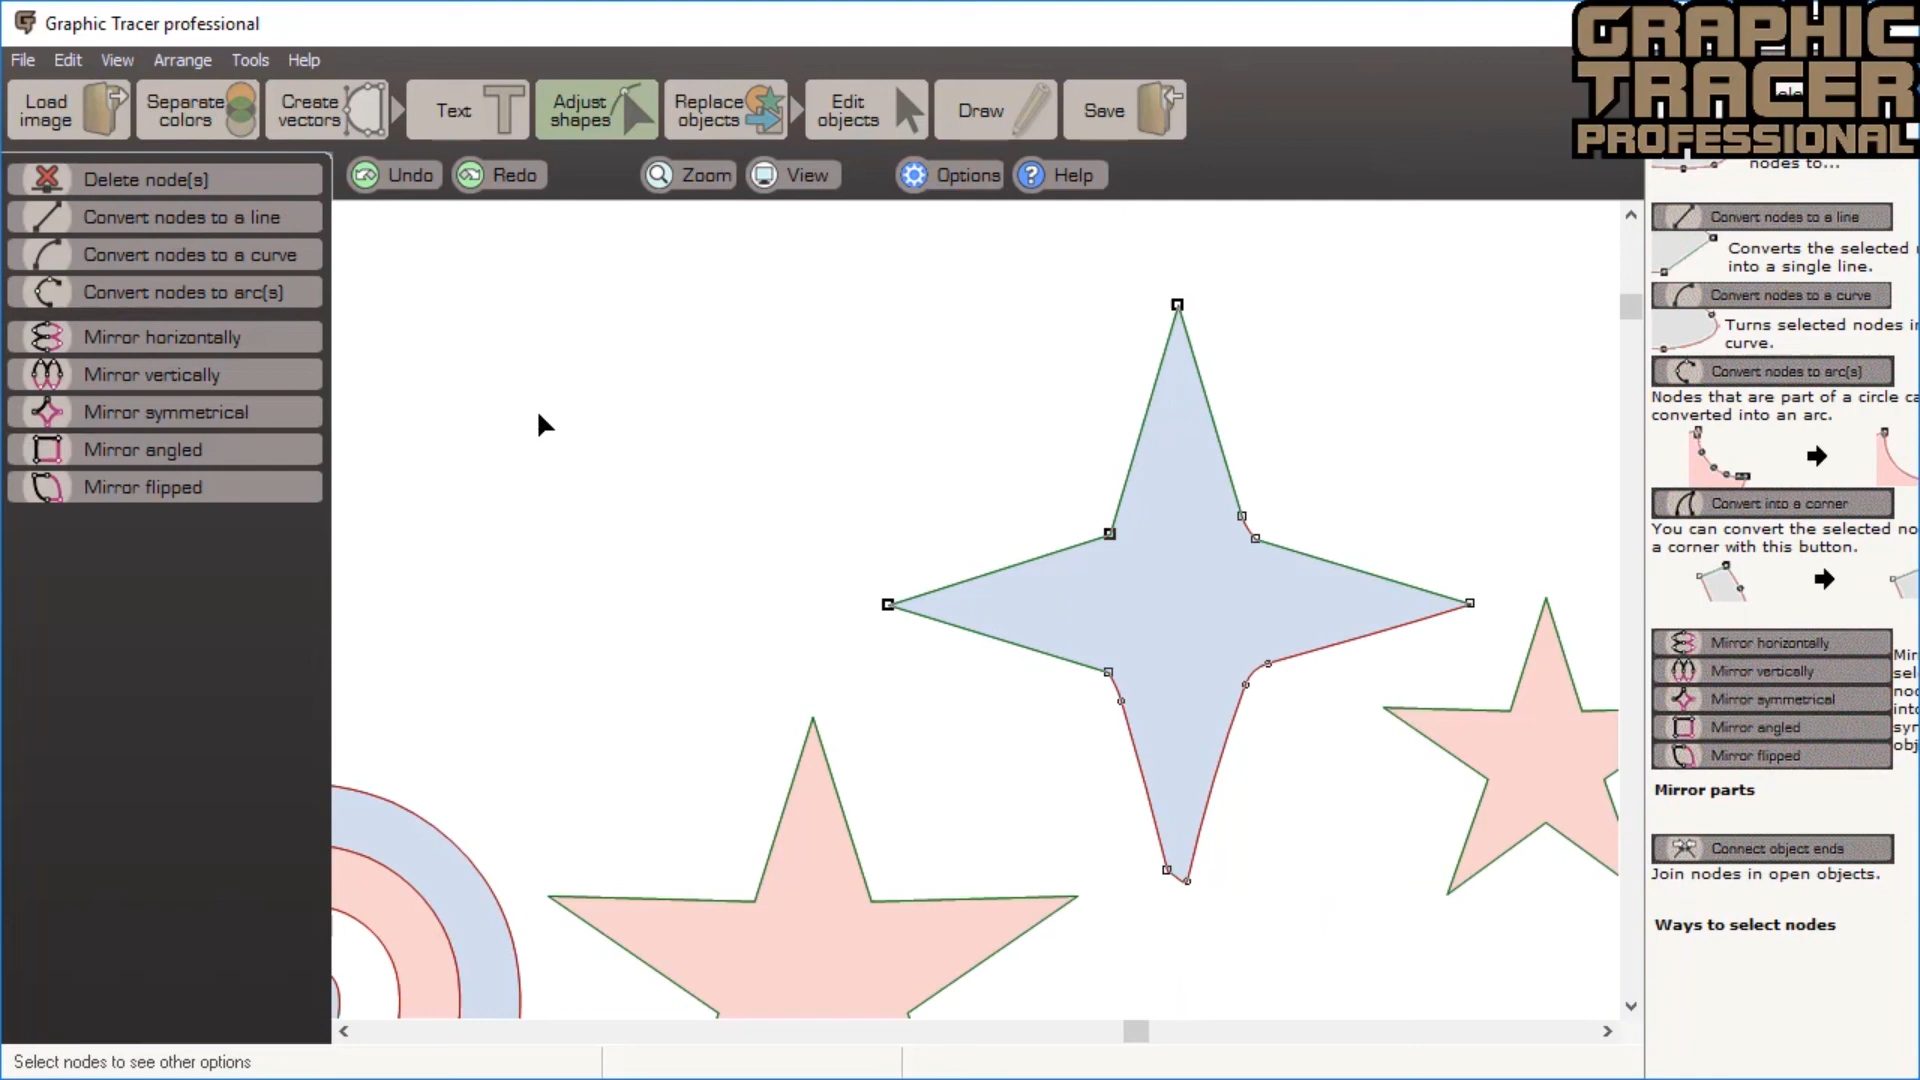 Graphic Tracer professional
GRAPHIC
TRACER
PROFESSIONAL
File Edit View Arrange Tools Help
Load image
Separate colors
Create vectors
Text
Adjust shapes
Replace objects
Edit objects
Draw
Save
Undo
Redo
Zoom
View
Options
Help
Delete node(s)
Convert nodes to a line
Convert nodes to a curve
Convert nodes to arc(s)
Mirror horizontally
Mirror vertically
Mirror symmetrical
Mirror angled
Mirror flipped
nodes to...
Convert nodes to a line
Converts the selected
into a single line.
Convert nodes to a curve
Turns selected nodes
curve.
Convert nodes to arc(s)
Nodes that are part of a circle
converted into an arc.
Convert into a corner
You can convert the selected
a corner with this button.
Mirror horizontally
Mirror vertically
Mirror symmetrical
Mirror angled
Mirror flipped
into
Mirror parts
Connect object ends
Join nodes in open objects.
Ways to select nodes
Select nodes to see other options